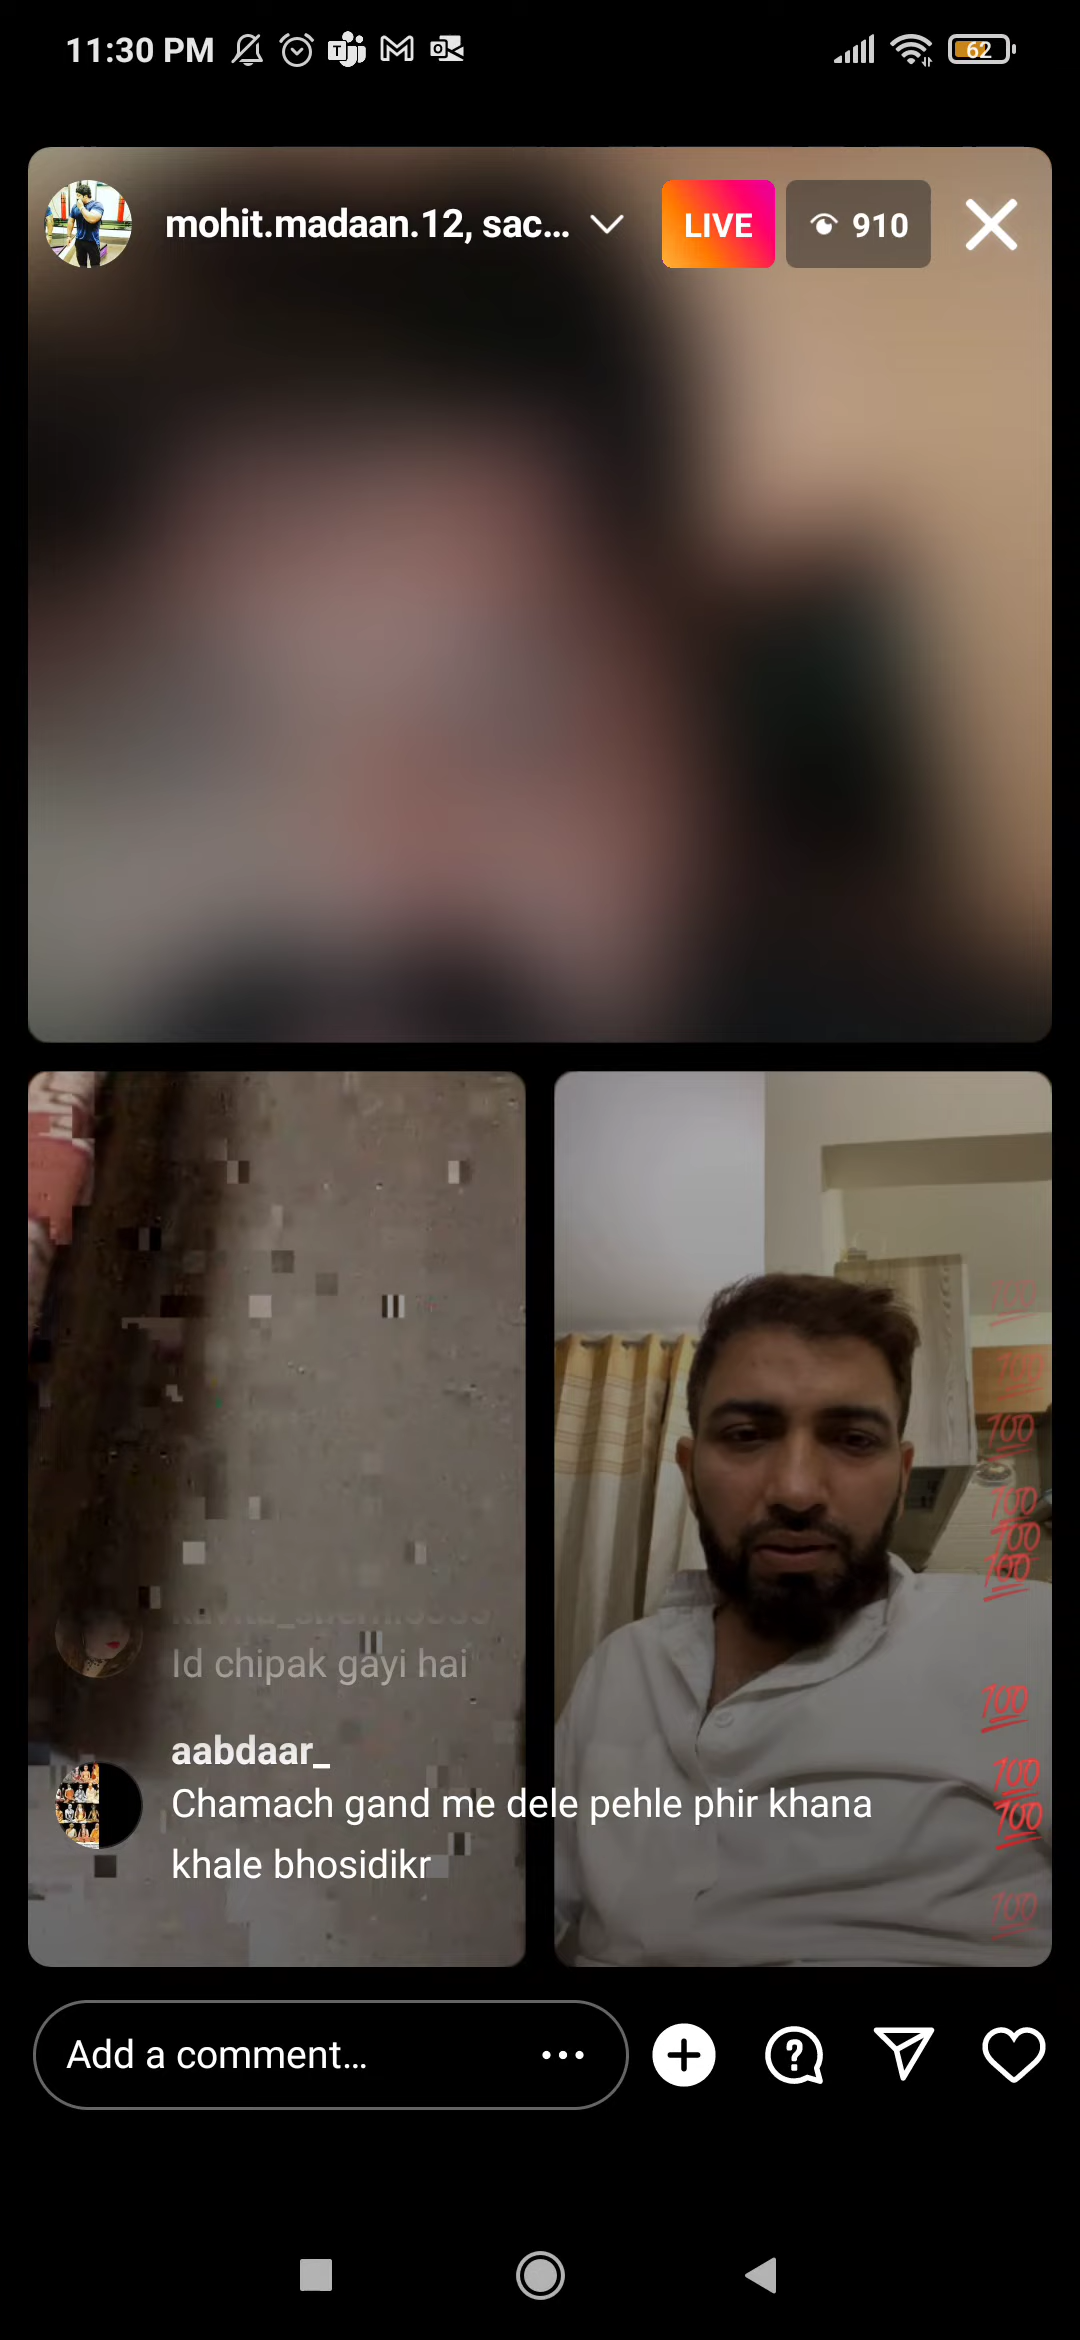 11:30 PM
62
mohit.madaan.12, sac...
LIVE
910
Id chipak gayi hai
aabdaar_
Chamach gand me dele pehle phir khana
khale bhosidikr
Add a comment...